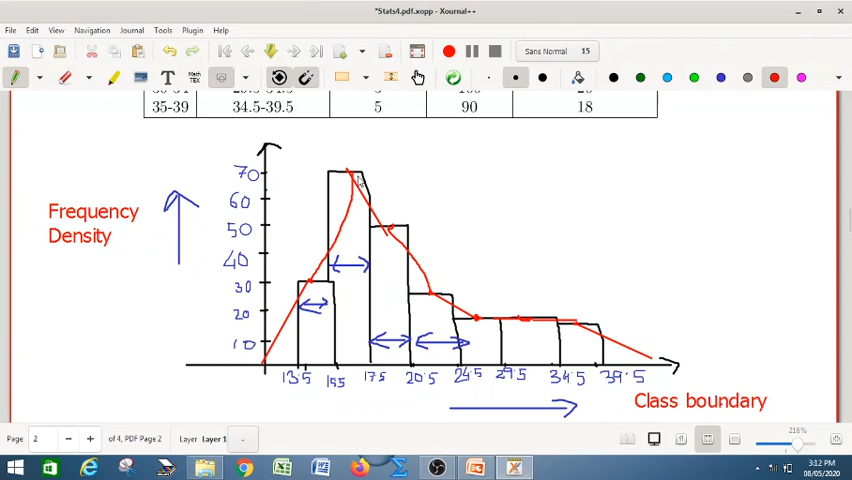 *Stats4.pdf.xopp - Xournal++
File Edit View Navigation Journal Tools Plugin Help
Sans Normal 15
T Math TEX
35-39 34.5-39.5 5 90 18
70
60
50
40
30
20
10
Frequency
Density
13.5 15.5 17.5 20.5 24.5 29.5 34.5 39.5
Class boundary
Page 2 of 4, PDF Page 2 Layer Layer 1 216%
3:12 PM
08/05/2020